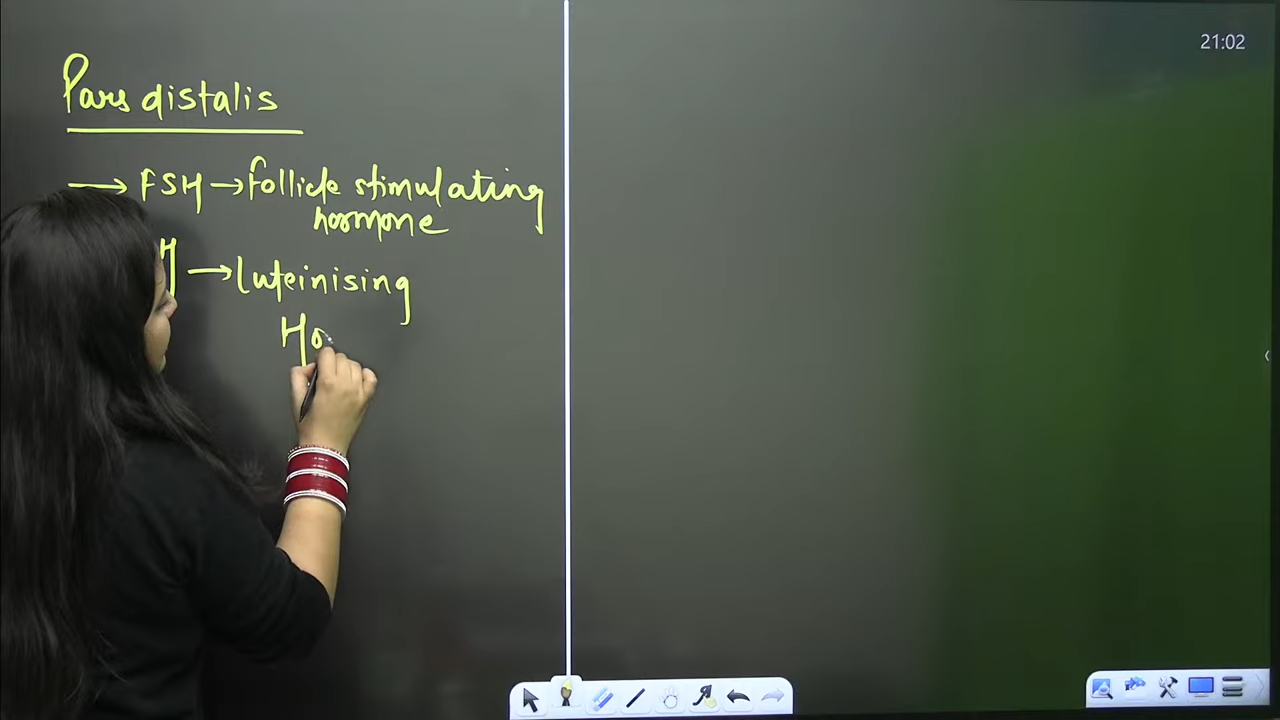 Pars distalis
21:02
→ FSH → Follicle stimulating
hormone
H → Luteinising
Ho